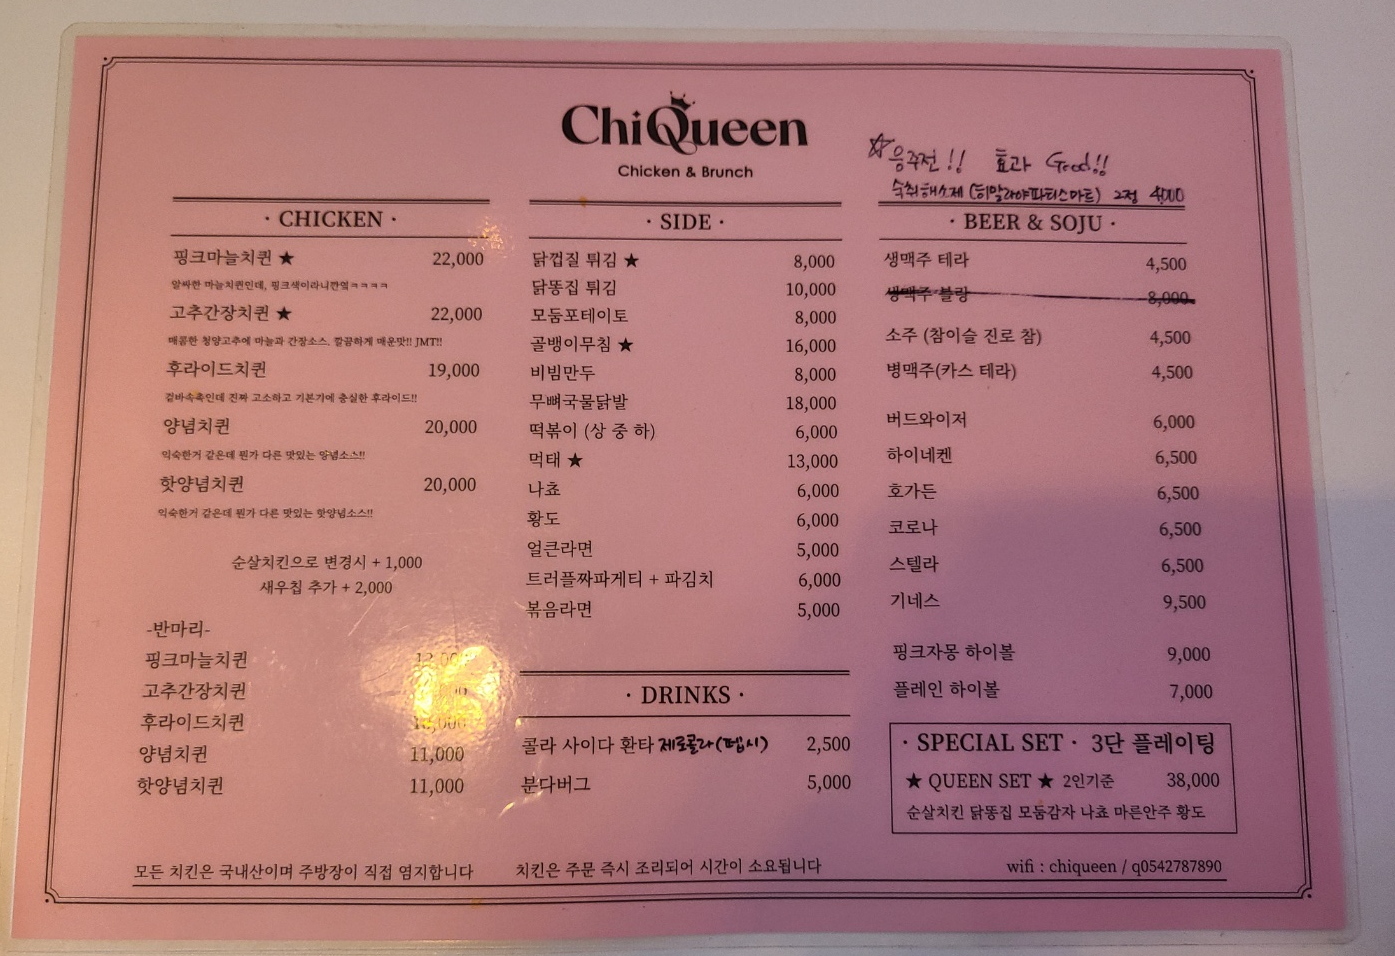 ChiQueen
Chicken & Brunch
☆음주전!! 효과 Good!!
숙취해소제 (히말라야파티스마트) 2정 4,000
· CHICKEN ·
핑크마늘치퀸 ★ 22,000
알싸한 마늘치퀸인데, 핑크색이라니깐염ㅋㅋㅋㅋ
고추간장치퀸 ★ 22,000
매콤한 청양고추에 마늘과 간장소스. 깔끔하게 매운맛!! JMT!!
후라이드치퀸 19,000
겉바속촉인데 진짜 고소하고 기본기에 충실한 후라이드!!
양념치퀸 20,000
익숙한거 같은데 뭔가 다른 맛있는 양념소스!!
핫양념치퀸 20,000
익숙한거 같은데 뭔가 다른 맛있는 핫양념소스!!
순살치킨으로 변경시 + 1,000
새우칩 추가 + 2,000
-반마리-
핑크마늘치퀸
고추간장치퀸
후라이드치퀸
양념치퀸 11,000
핫양념치퀸 11,000
· SIDE ·
닭껍질 튀김 ★ 8,000
닭똥집 튀김 10,000
모둠포테이토 8,000
골뱅이무침 ★ 16,000
비빔만두 8,000
무뼈국물닭발 18,000
떡볶이 (상 중 하) 6,000
먹태 ★ 13,000
나쵸 6,000
황도 6,000
얼큰라면 5,000
트러플짜파게티 + 파김치 6,000
볶음라면 5,000
· DRINKS ·
콜라 사이다 환타 제로콜라(펩시) 2,500
분다버그 5,000
· BEER & SOJU ·
생맥주 테라 4,500
생맥주 블랑 8,000
소주 (참이슬 진로 참) 4,500
병맥주(카스 테라) 4,500
버드와이저 6,000
하이네켄 6,500
호가든 6,500
코로나 6,500
스텔라 6,500
기네스 9,500
핑크자몽 하이볼 9,000
플레인 하이볼 7,000
· SPECIAL SET · 3단 플레이팅
★ QUEEN SET ★ 2인기준 38,000
순살치킨 닭똥집 모둠감자 나쵸 마른안주 황도
모든 치킨은 국내산이며 주방장이 직접 염지합니다
치킨은 주문 즉시 조리되어 시간이 소요됩니다
wifi : chiqueen / q0542787890